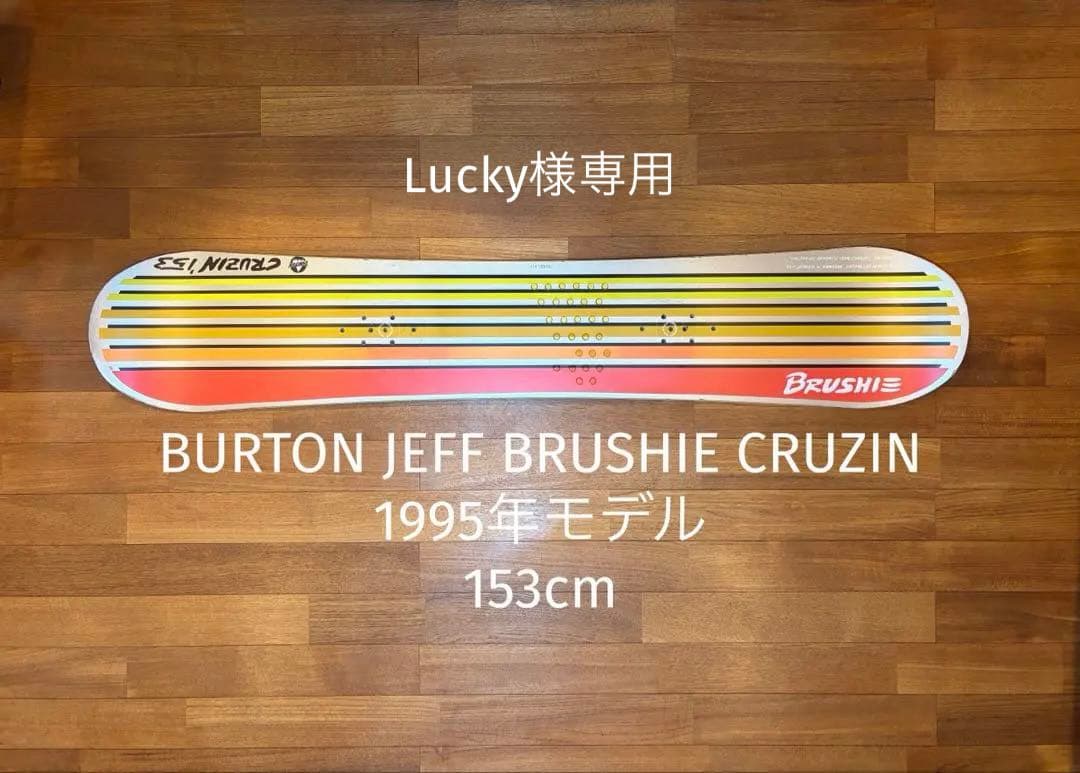 Lucky様専用
CRUZIN'153
BRUSHIE
BURTON JEFF BRUSHIE CRUZIN
1995年モデル
153cm